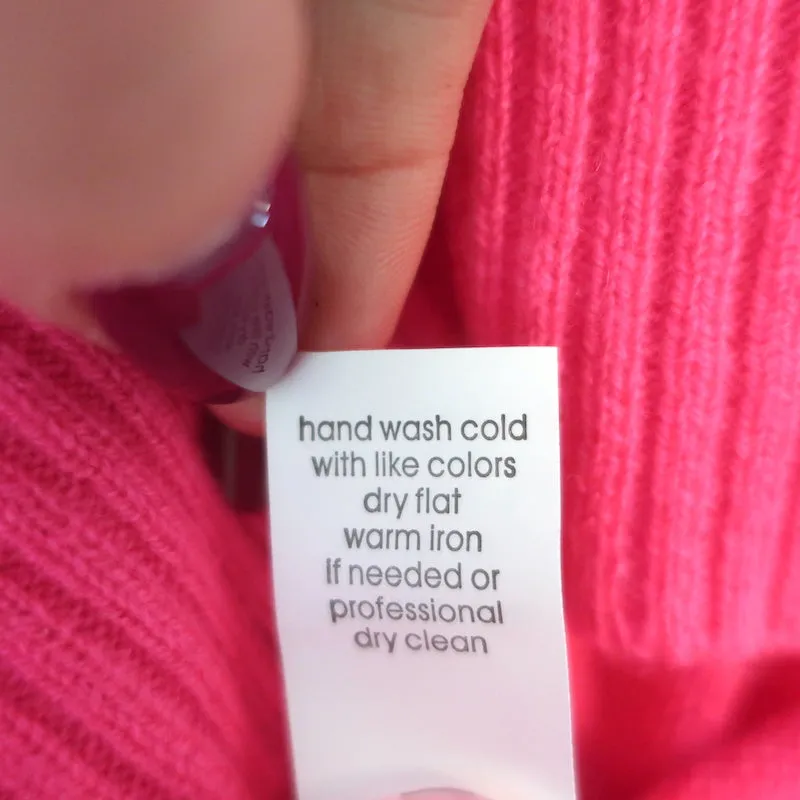 hand wash cold
with like colors
dry flat
warm iron
If needed or
professional
dry clean